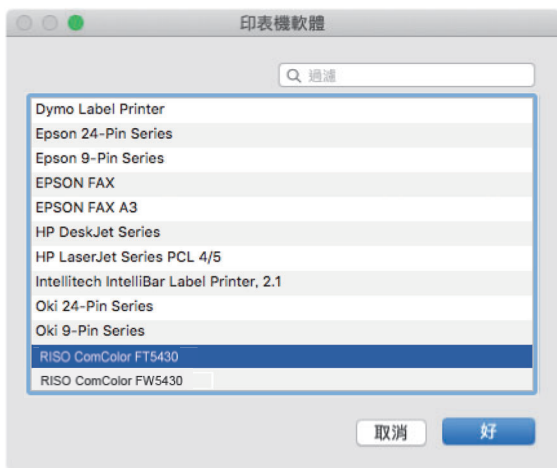 印表機軟體
過濾
Dymo Label Printer
Epson 24-Pin Series
Epson 9-Pin Series
EPSON FAX
EPSON FAX A3
HP DeskJet Series
HP LaserJet Series PCL 4/5
Intellitech IntelliBar Label Printer, 2.1
Oki 24-Pin Series
Oki 9-Pin Series
RISO ComColor FT5430
RISO ComColor FW5430
取消 好